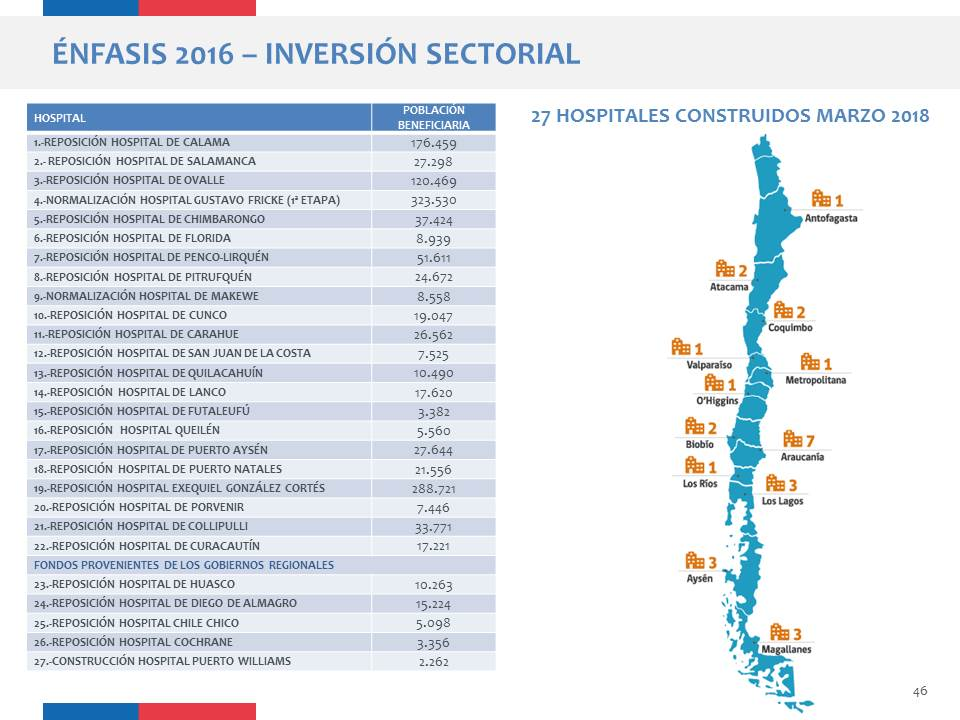 ÉNFASIS 2016 – INVERSIÓN SECTORIAL
HOSPITAL POBLACIÓN BENEFICIARIA
1.-REPOSICIÓN HOSPITAL DE CALAMA 176.459
2.- REPOSICIÓN HOSPITAL DE SALAMANCA 27.298
3.-REPOSICIÓN HOSPITAL DE OVALLE 120.469
4.-NORMALIZACIÓN HOSPITAL GUSTAVO FRICKE (1ª ETAPA) 323.530
5.-REPOSICIÓN HOSPITAL DE CHIMBARONGO 37.424
6.-REPOSICIÓN HOSPITAL DE FLORIDA 8.939
7.-REPOSICIÓN HOSPITAL DE PENCO-LIRQUÉN 51.611
8.-REPOSICIÓN HOSPITAL DE PITRUFQUÉN 24.672
9.-NORMALIZACIÓN HOSPITAL DE MAKEWE 8.558
10.-REPOSICIÓN HOSPITAL DE CUNCO 19.047
11.-REPOSICIÓN HOSPITAL DE CARAHUE 26.562
12.-REPOSICIÓN HOSPITAL DE SAN JUAN DE LA COSTA 7.525
13.-REPOSICIÓN HOSPITAL DE QUILACAHUÍN 10.490
14.-REPOSICIÓN HOSPITAL DE LANCO 17.620
15.-REPOSICIÓN HOSPITAL DE FUTALEUFÚ 3.382
16.-REPOSICIÓN HOSPITAL QUEILÉN 5.560
17.-REPOSICIÓN HOSPITAL DE PUERTO AYSÉN 27.644
18.-REPOSICIÓN HOSPITAL DE PUERTO NATALES 21.556
19.-REPOSICIÓN HOSPITAL EXEQUIEL GONZÁLEZ CORTÉS 288.721
20.-REPOSICIÓN HOSPITAL DE PORVENIR 7.446
21.-REPOSICIÓN HOSPITAL DE COLLIPULLI 33.771
22.-REPOSICIÓN HOSPITAL DE CURACAUTÍN 17.221
FONDOS PROVENIENTES DE LOS GOBIERNOS REGIONALES
23.-REPOSICIÓN HOSPITAL DE HUASCO 10.263
24.-REPOSICIÓN HOSPITAL DE DIEGO DE ALMAGRO 15.224
25.-REPOSICIÓN HOSPITAL CHILE CHICO 5.098
26.-REPOSICIÓN HOSPITAL COCHRANE 3.356
27.-CONSTRUCCIÓN HOSPITAL PUERTO WILLIAMS 2.262
27 HOSPITALES CONSTRUIDOS MARZO 2018
1
Antofagasta
2
Atacama
2
Coquimbo
1
Valparaíso
1
Metropolitana
1
O'Higgins
2
Biobío
7
Araucanía
1
Los Ríos
3
Los Lagos
3
Aysén
3
Magallanes
46